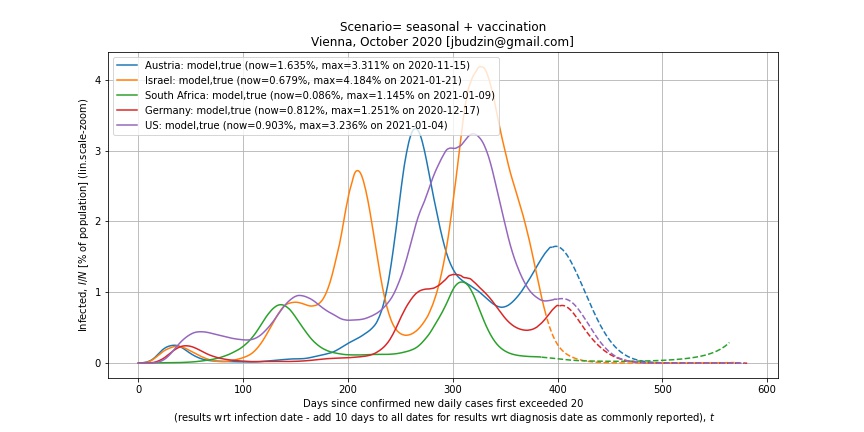 Scenario= seasonal + vaccination
Vienna, October 2020 [jbudzin@gmail.com]
Austria: model,true (now=1.635%, max=3.311% on 2020-11-15)
Israel: model,true (now=0.679%, max=4.184% on 2021-01-21)
South Africa: model,true (now=0.086%, max=1.145% on 2021-01-09)
Germany: model,true (now=0.812%, max=1.251% on 2020-12-17)
US: model,true (now=0.903%, max=3.236% on 2021-01-04)
Infected, I/N [% of population] (lin.scale-zoom)
4
3
2
1
0
0 100 200 300 400 500 600
Days since confirmed new daily cases first exceeded 20
(results wrt infection date - add 10 days to all dates for results wrt diagnosis date as commonly reported), t